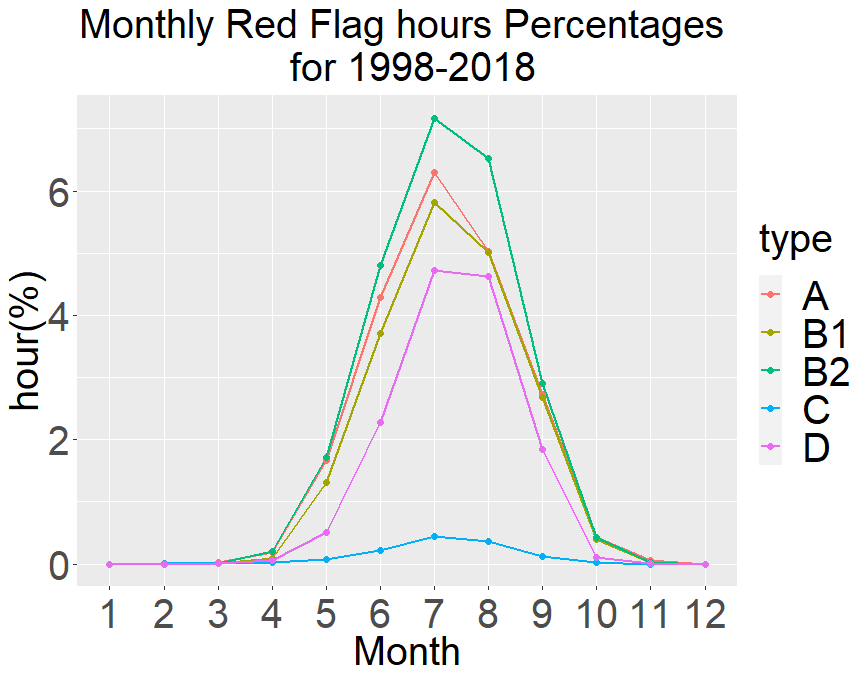 Monthly Red Flag hours Percentages
for 1998-2018
hour(%)
6
4
2
0
1 2 3 4 5 6 7 8 9 10 11 12
Month
type
A
B1
B2
C
D